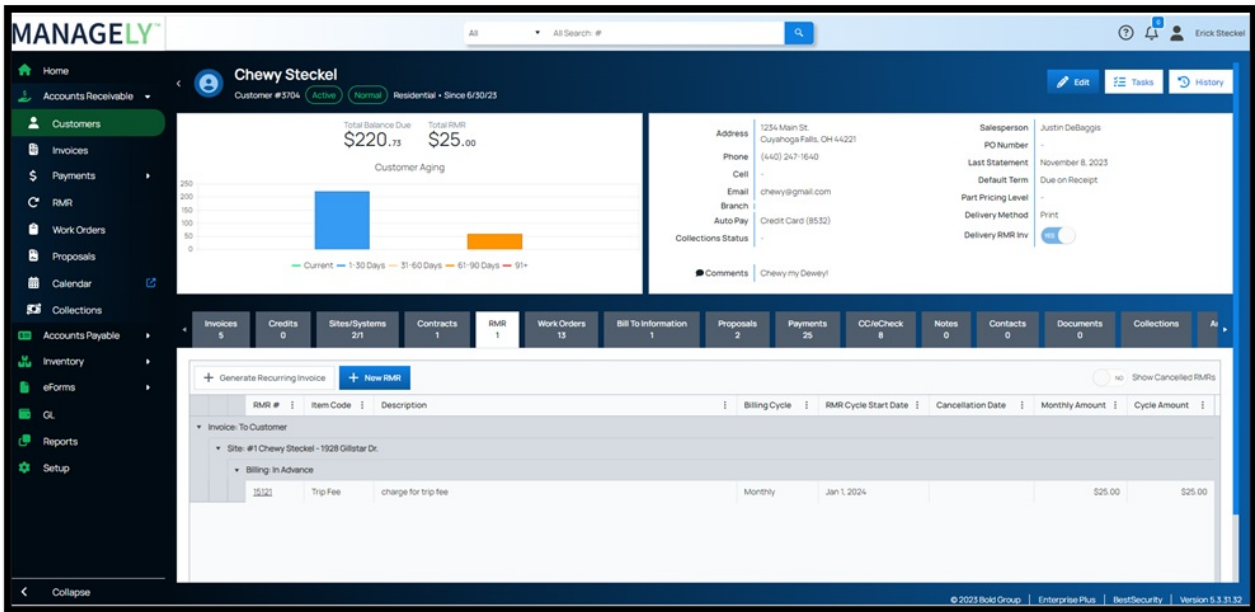 MANAGELY™
All
All Search: #
Erick Steckel
Home
Accounts Receivable
Customers
Invoices
Payments
RMR
Work Orders
Proposals
Calendar
Collections
Accounts Payable
Inventory
eForms
GL
Reports
Setup
Collapse
Chewy Steckel
Customer #3704 Active Normal Residential • Since 6/30/23
Edit
Tasks
History
Total Balance Due Total RMR
$220.73 $25.00
Customer Aging
250
200
150
100
50
0
Current 1-30 Days 31-60 Days 61-90 Days 91+
Address 1234 Main St.
Cuyahoga Falls, OH 44221
Phone (440) 247-1640
Cell -
Email chewy@gmail.com
Branch
Auto Pay Credit Card (8532)
Collections Status -
Comments Chewy my Dewey!
Salesperson Justin DeBaggis
PO Number -
Last Statement November 8, 2023
Default Term Due on Receipt
Part Pricing Level -
Delivery Method Print
Delivery RMR Inv YES
Invoices Credits Sites/Systems Contracts RMR Work Orders Bill To Information Proposals Payments CC/eCheck Notes Contacts Documents Collections
5 0 2/1 1 1 13 1 2 25 8 0 0 0
+ Generate Recurring Invoice + New RMR NO Show Cancelled RMRs
RMR # Item Code Description Billing Cycle RMR Cycle Start Date Cancellation Date Monthly Amount Cycle Amount
Invoice: To Customer
Site: #1 Chewy Steckel - 1928 Gillstar Dr.
Billing: In Advance
15121 Trip Fee charge for trip fee Monthly Jan 1, 2024 $25.00 $25.00
© 2023 Bold Group | Enterprise Plus | BestSecurity | Version 5.3.31.32